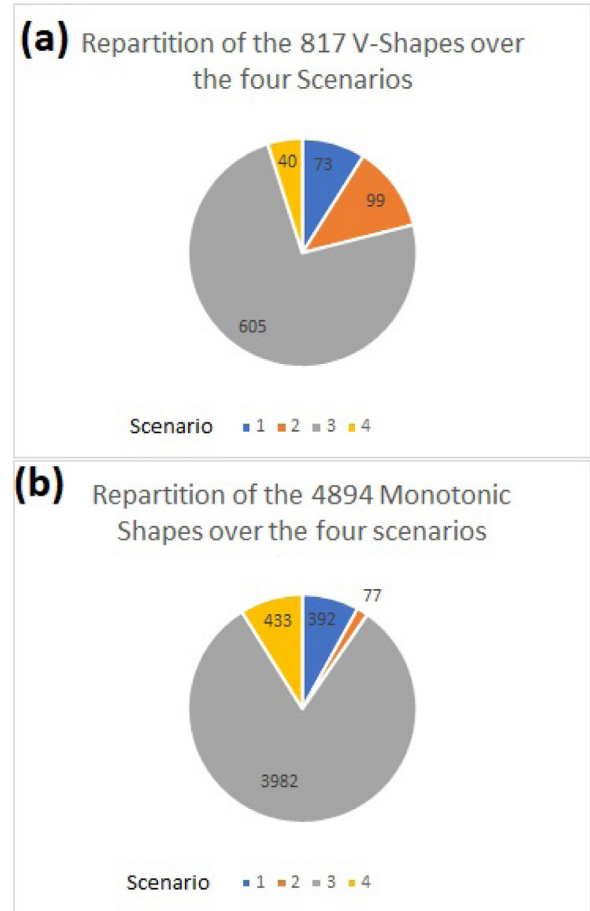 (a) Repartition of the 817 V-Shapes over
the four Scenarios
40 73
99
605
Scenario 1 2 3 4
(b) Repartition of the 4894 Monotonic
Shapes over the four scenarios
77
433 392
3982
Scenario 1 2 3 4